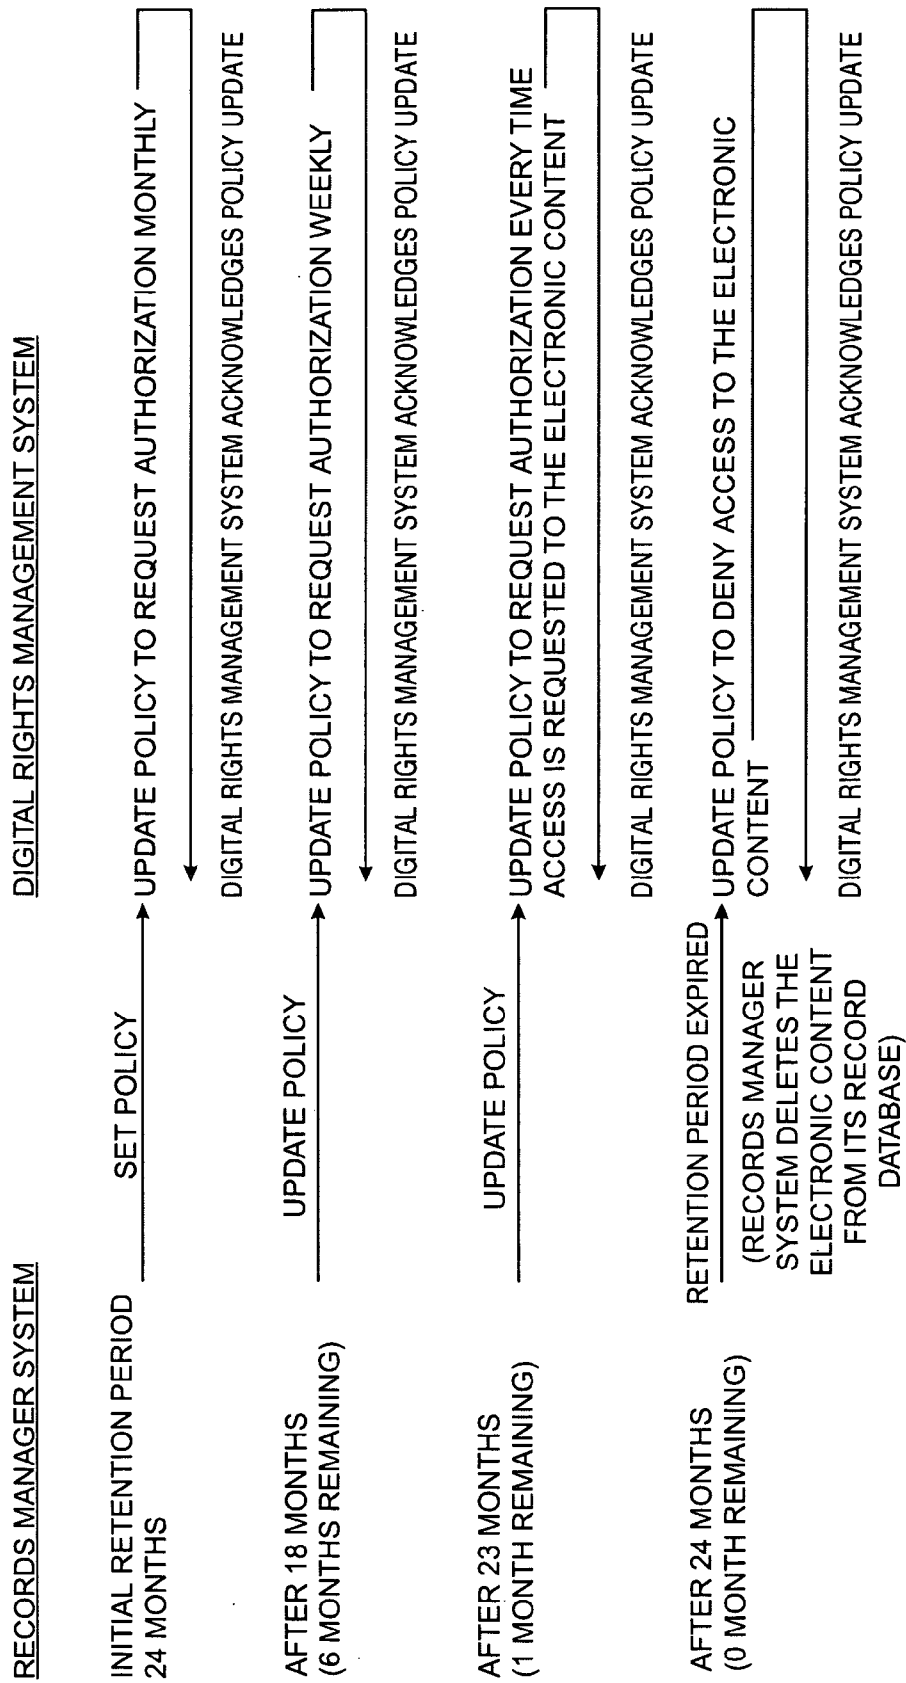 RECORDS MANAGER SYSTEM
DIGITAL RIGHTS MANAGEMENT SYSTEM
INITIAL RETENTION PERIOD
24 MONTHS
SET POLICY
UPDATE POLICY TO REQUEST AUTHORIZATION MONTHLY
DIGITAL RIGHTS MANAGEMENT SYSTEM ACKNOWLEDGES POLICY UPDATE
AFTER 18 MONTHS
(6 MONTHS REMAINING)
UPDATE POLICY
UPDATE POLICY TO REQUEST AUTHORIZATION WEEKLY
DIGITAL RIGHTS MANAGEMENT SYSTEM ACKNOWLEDGES POLICY UPDATE
AFTER 23 MONTHS
(1 MONTH REMAINING)
UPDATE POLICY
UPDATE POLICY TO REQUEST AUTHORIZATION EVERY TIME
ACCESS IS REQUESTED TO THE ELECTRONIC CONTENT
DIGITAL RIGHTS MANAGEMENT SYSTEM ACKNOWLEDGES POLICY UPDATE
AFTER 24 MONTHS
(0 MONTH REMAINING)
RETENTION PERIOD EXPIRED
(RECORDS MANAGER
SYSTEM DELETES THE
ELECTRONIC CONTENT
FROM ITS RECORD
DATABASE)
UPDATE POLICY TO DENY ACCESS TO THE ELECTRONIC
CONTENT
DIGITAL RIGHTS MANAGEMENT SYSTEM ACKNOWLEDGES POLICY UPDATE